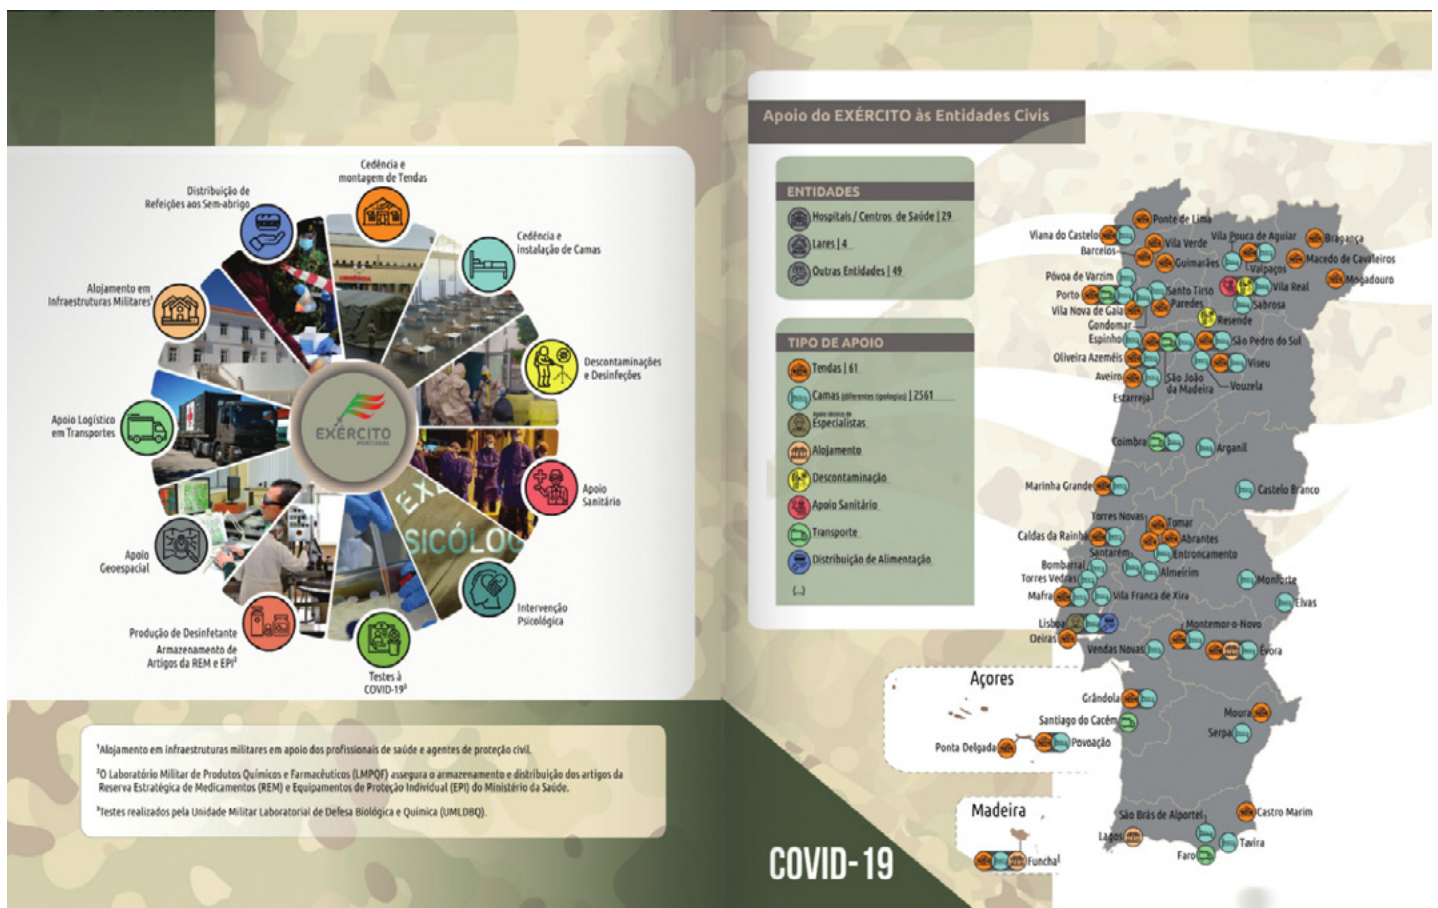 Cedência e
montagem de Tendas
Distribuição de
Refeições aos Sem-abrigo
Cedência e
instalação de Camas
Alojamento em
Infraestruturas Militares¹
Descontaminações
e Desinfeções
Apoio Logístico
em Transportes
EXÉRCITO
PORTUGAL
Apoio
Sanitário
Apoio
Geoespacial
Intervenção
Psicológica
Produção de Desinfetante
Armazenamento de
Artigos da REM e EPI²
Testes à
COVID-19³
¹Alojamento em infraestruturas militares em apoio dos profissionais de saúde e agentes de proteção civil.
²O Laboratório Militar de Produtos Químicos e Farmacêuticos (LMPQF) assegura o armazenamento e distribuição dos artigos da
Reserva Estratégica de Medicamentos (REM) e Equipamentos de Proteção Individual (EPI) do Ministério da Saúde.
³Testes realizados pela Unidade Militar Laboratorial de Defesa Biológica e Química (UMLDBQ).
Apoio do EXÉRCITO às Entidades Civis
ENTIDADES
Hospitais / Centros de Saúde | 29
Lares | 4
Outras Entidades | 49
TIPO DE APOIO
Tendas | 61
Camas (diferentes tipologias) | 2561
Apoio técnico de
Especialistas
Alojamento
Descontaminação
Apoio Sanitário
Transporte
Distribuição de Alimentação
(...)
Ponte de Lima
Viana do Castelo
Vila Verde
Vila Pouca de Aguiar
Bragança
Barcelos
Guimarães
Valpaços
Macedo de Cavaleiros
Póvoa de Varzim
Mogadouro
Porto
Santo Tirso
Vila Real
Paredes
Sabrosa
Vila Nova de Gaia
Resende
Gondomar
Espinho
São Pedro do Sul
Oliveira Azeméis
Viseu
Aveiro
São João
da Madeira
Vouzela
Estarreja
Coimbra
Arganil
Marinha Grande
Castelo Branco
Torres Novas
Tomar
Caldas da Rainha
Abrantes
Santarém
Entroncamento
Bombarral
Almeirim
Torres Vedras
Monforte
Mafra
Vila Franca de Xira
Elvas
Lisboa
Montemor-o-Novo
Oeiras
Vendas Novas
Évora
Açores
Grândola
Moura
Santiago do Cacém
Serpa
Ponta Delgada
Povoação
Madeira
São Brás de Alportel
Castro Marim
Lagos
Tavira
Faro
Funchal
COVID-19